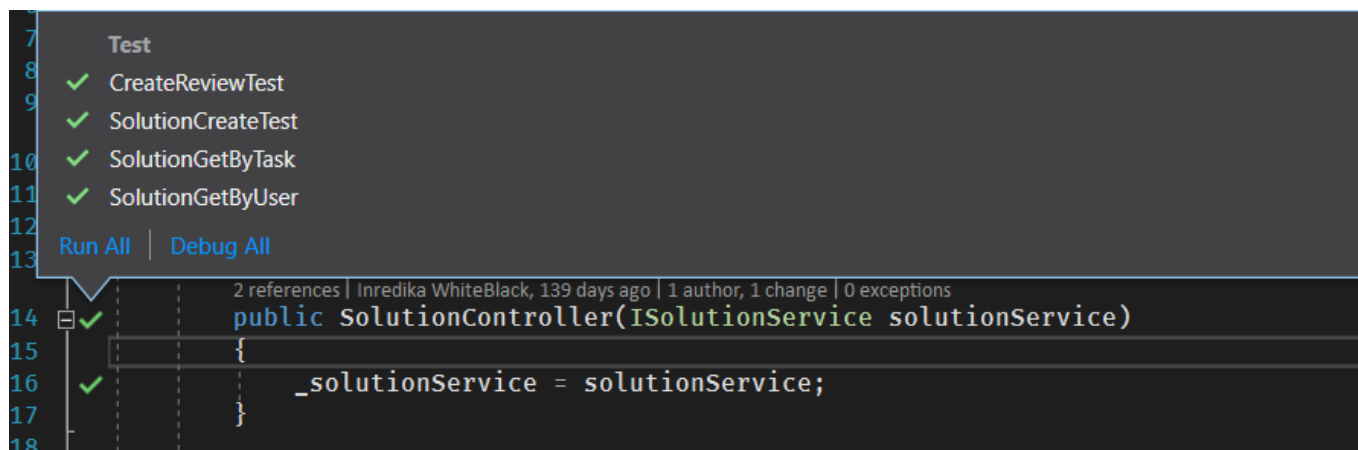 7
Test
8
CreateReviewTest
9
SolutionCreateTest
10
SolutionGetByTask
11
SolutionGetByUser
12
Run All | Debug All
13
2 references | Inredika WhiteBlack, 139 days ago | 1 author, 1 change | 0 exceptions
14 public SolutionController(ISolutionService solutionService)
15 {
16 _solutionService = solutionService;
17 }
18